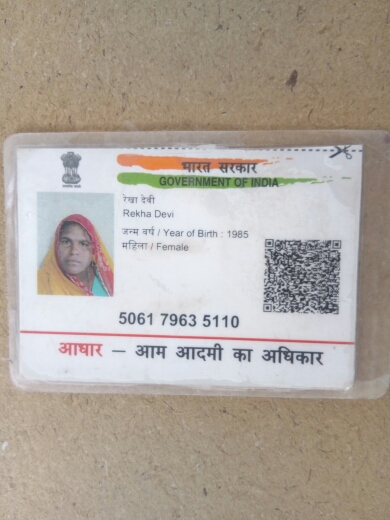 भारत सरकार
GOVERNMENT OF INDIA
रेखा देवी
Rekha Devi
जन्म वर्ष / Year of Birth : 1985
महिला / Female
5061 7963 5110
आधार — आम आदमी का अधिकार